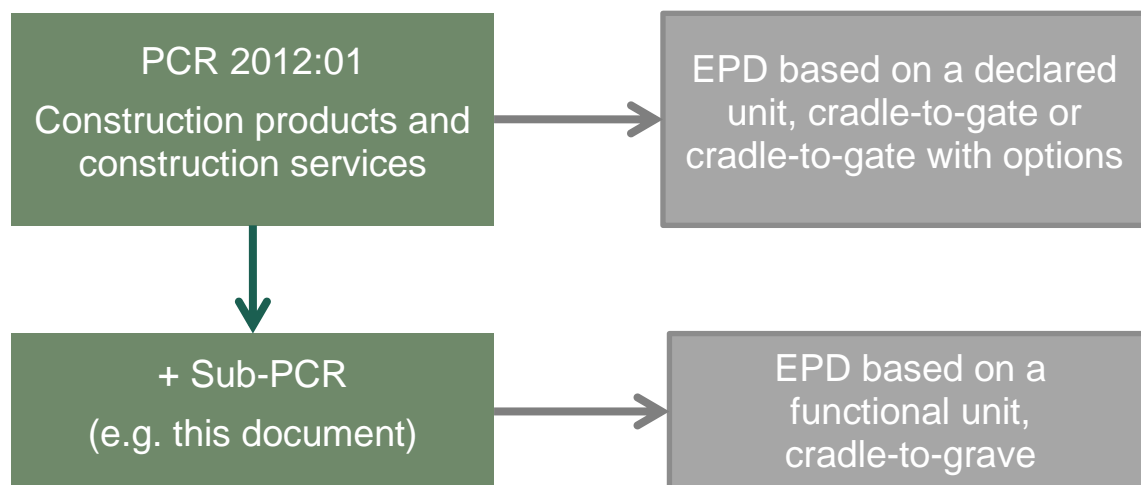 PCR 2012:01
Construction products and
construction services
EPD based on a declared
unit, cradle-to-gate or
cradle-to-gate with options
+ Sub-PCR
(e.g. this document)
EPD based on a
functional unit,
cradle-to-grave